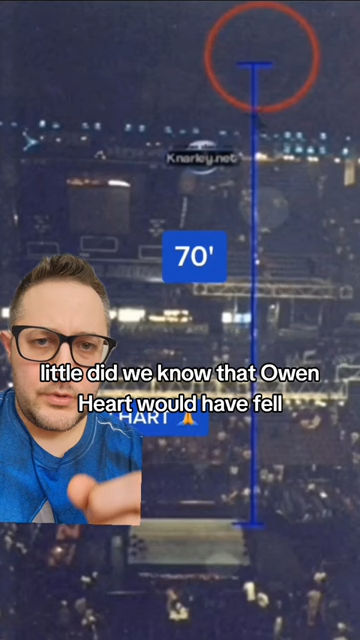 Knarley.net
70'
little did we know that Owen
Heart would have fell
HART 🙏